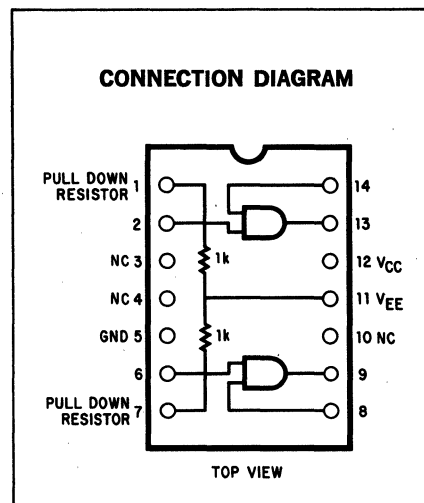 CONNECTION DIAGRAM
PULL DOWN
RESISTOR 1
14
2
13
1k
NC 3
12 VCC
NC 4
11 VEE
GND 5
1k
10 NC
6
9
PULL DOWN
RESISTOR 7
8
TOP VIEW